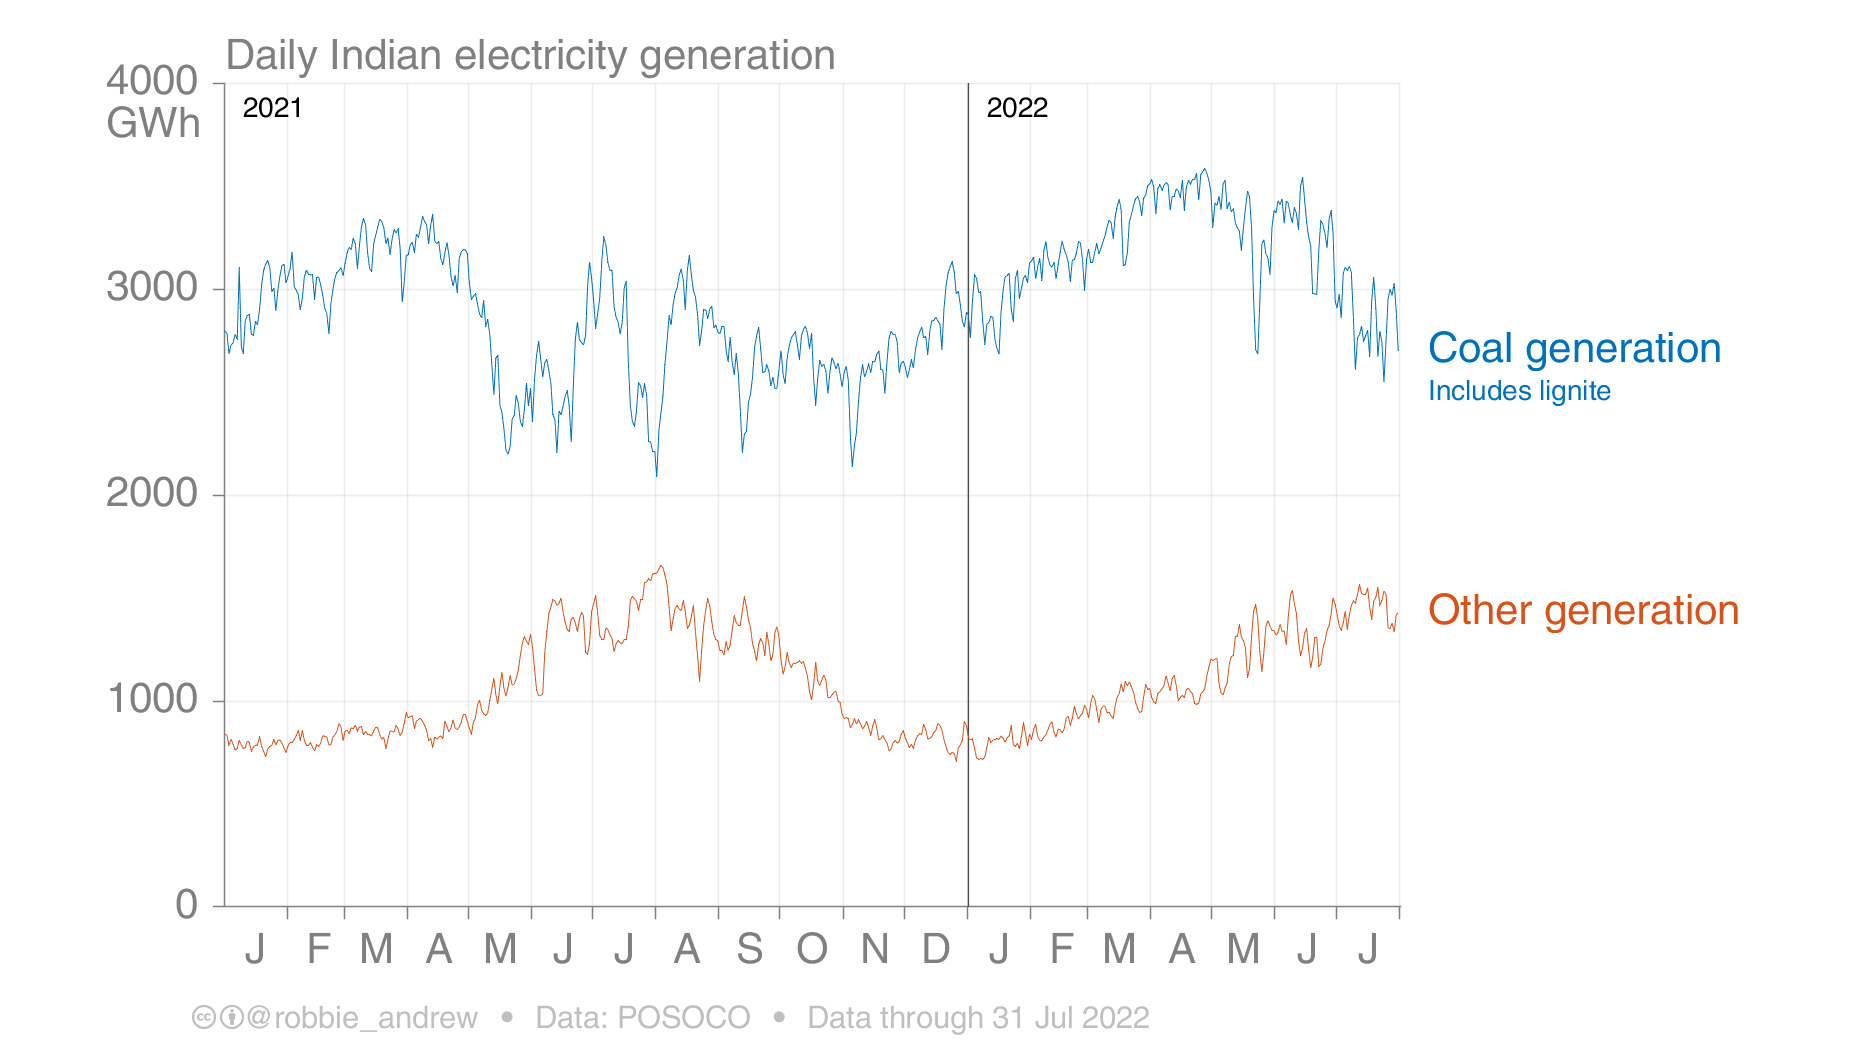 Daily Indian electricity generation
4000
GWh
2021
2022
3000
2000
1000
0
Coal generation
Includes lignite
Other generation
J F M A M J J A S O N D J F M A M J J
@robbie_andrew • Data: POSOCO • Data through 31 Jul 2022